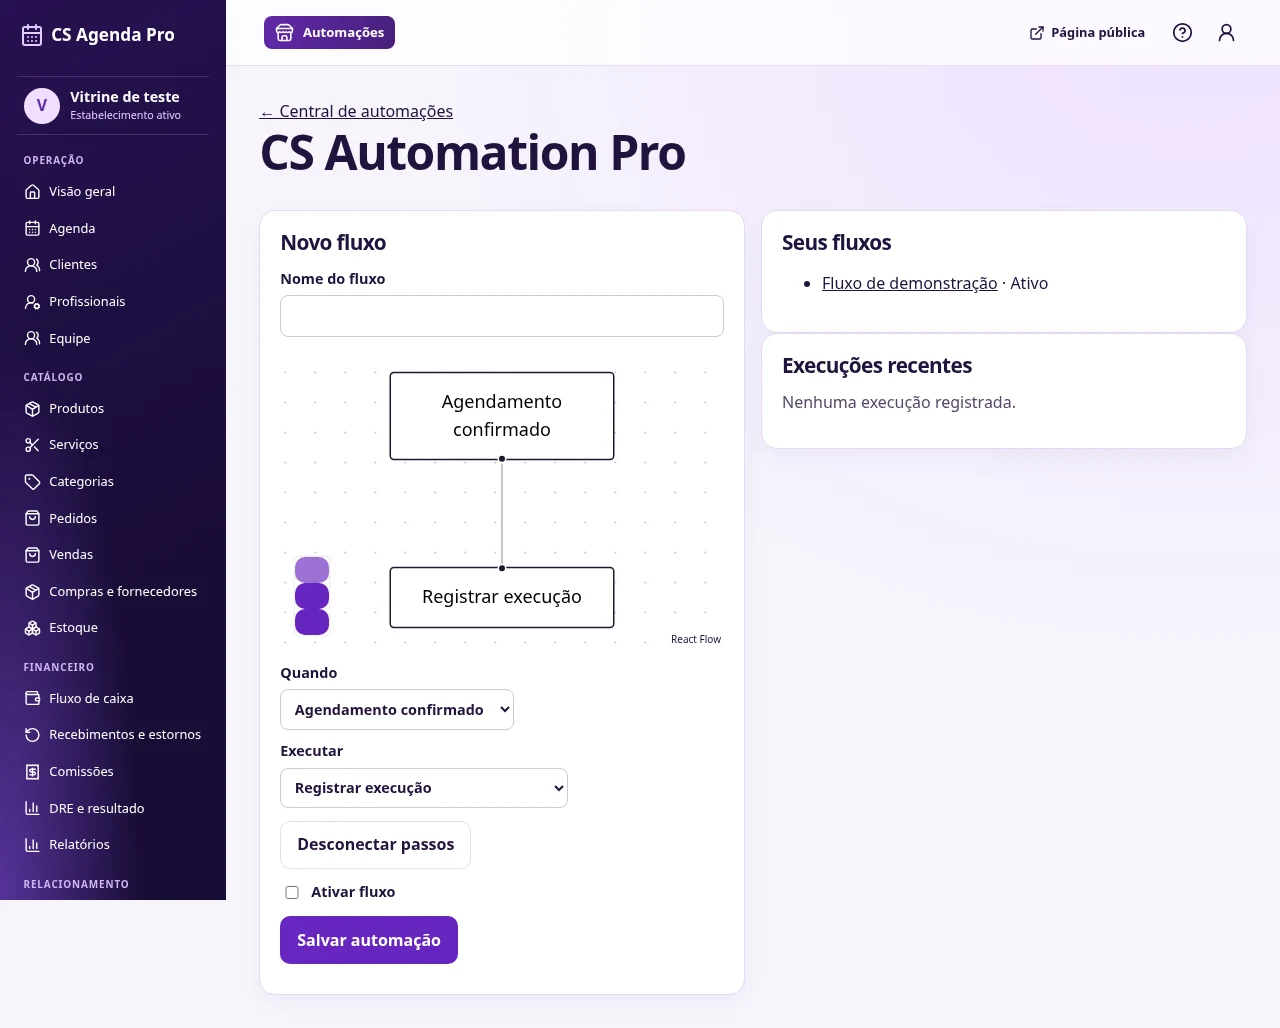 CS Agenda Pro
V
Vitrine de teste
Estabelecimento ativo
OPERAÇÃO
Visão geral
Agenda
Clientes
Profissionais
Equipe
CATÁLOGO
Produtos
Serviços
Categorias
Pedidos
Vendas
Compras e fornecedores
Estoque
FINANCEIRO
Fluxo de caixa
Recebimentos e estornos
Comissões
DRE e resultado
Relatórios
RELACIONAMENTO
Automações
Página pública
← Central de automações
CS Automation Pro
Novo fluxo
Nome do fluxo
Agendamento
confirmado
Registrar execução
React Flow
Quando
Agendamento confirmado
Executar
Registrar execução
Desconectar passos
Ativar fluxo
Salvar automação
Seus fluxos
• Fluxo de demonstração · Ativo
Execuções recentes
Nenhuma execução registrada.